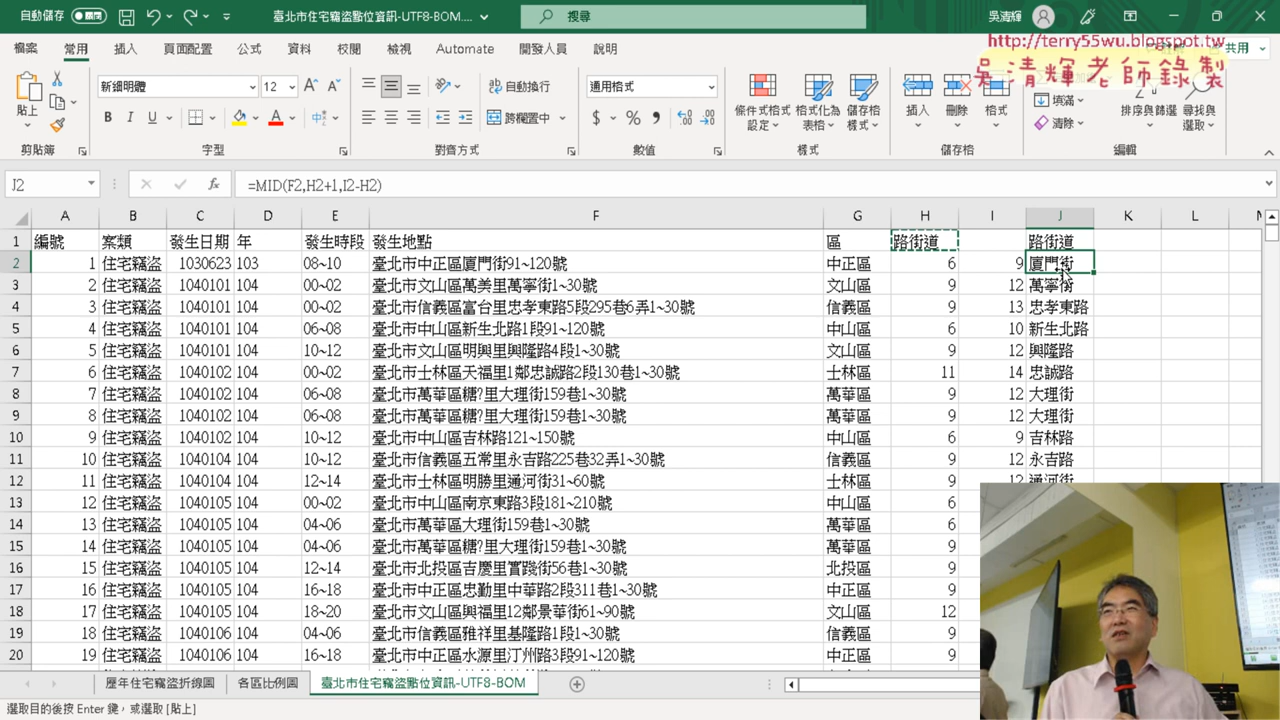 自動儲存 關閉 臺北市住宅竊盜點位資訊-UTF8-BOM.... 搜尋 吳清輝
http://terry55wu.blogspot.tw
吳清輝老師錄製
檔案 常用 插入 頁面配置 公式 資料 校閱 檢視 Automate 開發人員 說明 共用
貼上 新細明體 12 自動換行 通用格式 條件式格式設定 格式化為表格 儲存格樣式 插入 刪除 格式 填滿 清除 排序與篩選 尋找與選取
B I U 跨欄置中 $ % 9
剪貼簿 字型 對齊方式 數值 樣式 儲存格 編輯
J2 fx =MID(F2,H2+1,I2-H2)
A B C D E F G H I J K L M
1 編號 案類 發生日期 年 發生時段 發生地點 區 路街道 路街道
2 1 住宅竊盜 1030623 103 08~10 臺北市中正區廈門街91~120號 中正區 6 9 廈門街
3 2 住宅竊盜 1040101 104 00~02 臺北市文山區萬美里萬寧街1~30號 文山區 9 12 萬寧街
4 3 住宅竊盜 1040101 104 00~02 臺北市信義區富台里忠孝東路5段295巷6弄1~30號 信義區 9 13 忠孝東路
5 4 住宅竊盜 1040101 104 06~08 臺北市中山區新生北路1段91~120號 中山區 6 10 新生北路
6 5 住宅竊盜 1040101 104 10~12 臺北市文山區明興里興隆路4段1~30號 文山區 9 12 興隆路
7 6 住宅竊盜 1040102 104 00~02 臺北市士林區天福里1鄰忠誠路2段130巷1~30號 士林區 11 14 忠誠路
8 7 住宅竊盜 1040102 104 06~08 臺北市萬華區糖?里大理街159巷1~30號 萬華區 9 12 大理街
9 8 住宅竊盜 1040102 104 06~08 臺北市萬華區糖?里大理街159巷1~30號 萬華區 9 12 大理街
10 9 住宅竊盜 1040102 104 10~12 臺北市中山區吉林路121~150號 中山區 6 9 吉林路
11 10 住宅竊盜 1040104 104 10~12 臺北市信義區五常里永吉路225巷32弄1~30號 信義區 9 12 永吉路
12 11 住宅竊盜 1040104 104 12~14 臺北市士林區明勝里通河街31~60號 士林區 9 12 通河街
13 12 住宅竊盜 1040105 104 00~02 臺北市中山區南京東路3段181~210號 中山區 6
14 13 住宅竊盜 1040105 104 04~06 臺北市萬華區大理街159巷1~30號 萬華區 6
15 14 住宅竊盜 1040105 104 04~06 臺北市萬華區糖?里大理街159巷1~30號 萬華區 9
16 15 住宅竊盜 1040105 104 12~14 臺北市北投區吉慶里實踐街56巷1~30號 北投區 9
17 16 住宅竊盜 1040105 104 16~18 臺北市中正區忠勤里中華路2段311巷1~30號 中正區 9
18 17 住宅竊盜 1040105 104 18~20 臺北市文山區興福里12鄰景華街61~90號 文山區 12
19 18 住宅竊盜 1040106 104 04~06 臺北市信義區雅祥里基隆路1段1~30號 信義區 9
20 19 住宅竊盜 1040106 104 16~18 臺北市中正區水源里汀州路3段91~120號 中正區 9
歷年住宅竊盜折線圖 各區比例圖 臺北市住宅竊盜點位資訊-UTF8-BOM
選取目的後按 Enter 鍵，或選取 [貼上]